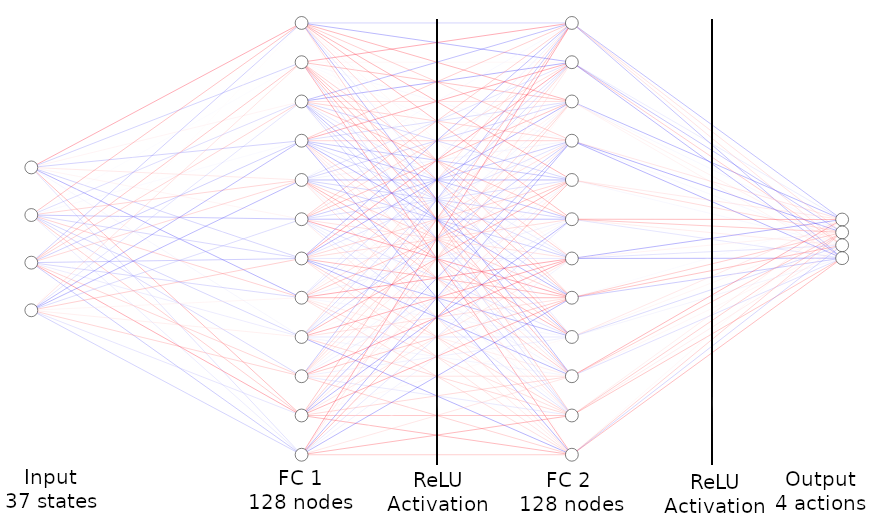 Input
37 states
FC 1
128 nodes
ReLU
Activation
FC 2
128 nodes
ReLU
Activation
Output
4 actions